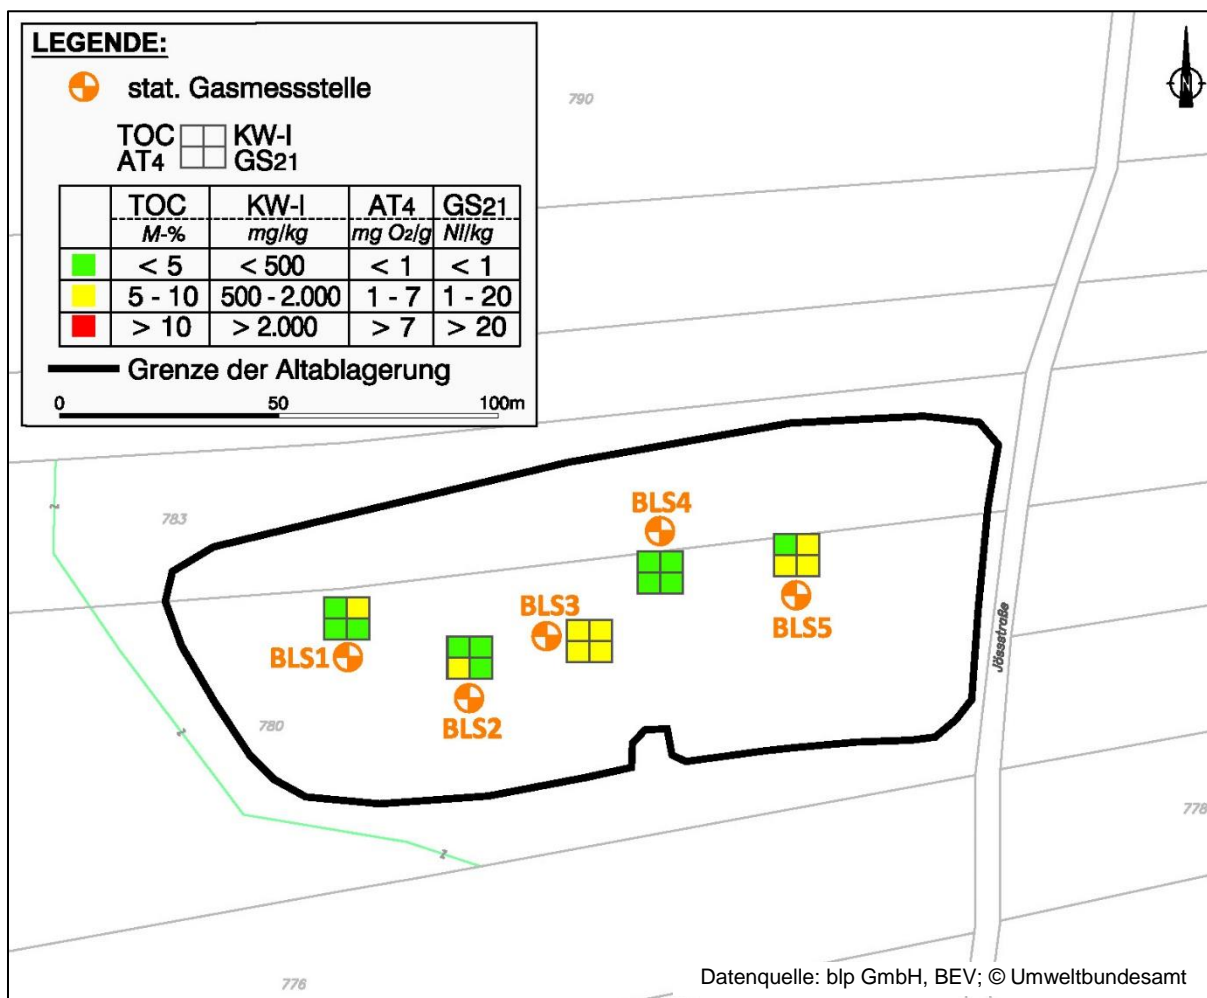 LEGENDE:
stat. Gasmessstelle
TOC KW-I
AT4 GS21
TOC KW-I AT4 GS21
M-% mg/kg mg O2/g Nl/kg
< 5 < 500 < 1 < 1
5 - 10 500 - 2.000 1 - 7 1 - 20
> 10 > 2.000 > 7 > 20
Grenze der Altablagerung
0 50 100m
N
790
783
BLS4
BLS3
BLS5
BLS1
BLS2
Jössstraße
780
778
776
z
z
z
Datenquelle: blp GmbH, BEV; © Umweltbundesamt